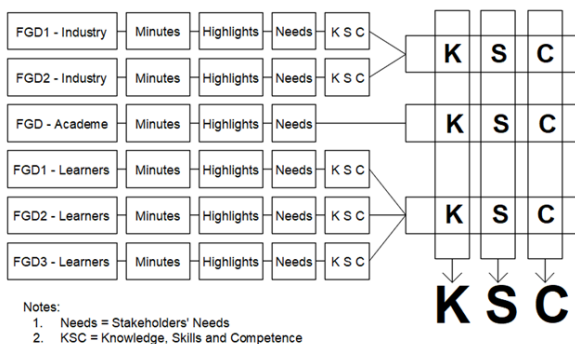 FGD1 - Industry Minutes Highlights Needs K S C
K S C
FGD2 - Industry Minutes Highlights Needs K S C
FGD - Academe Minutes Highlights Needs K S C
FGD1 - Learners Minutes Highlights Needs K S C
FGD2 - Learners Minutes Highlights Needs K S C K S C
FGD3 - Learners Minutes Highlights Needs K S C
K S C
Notes:
1. Needs = Stakeholders' Needs
2. KSC = Knowledge, Skills and Competence